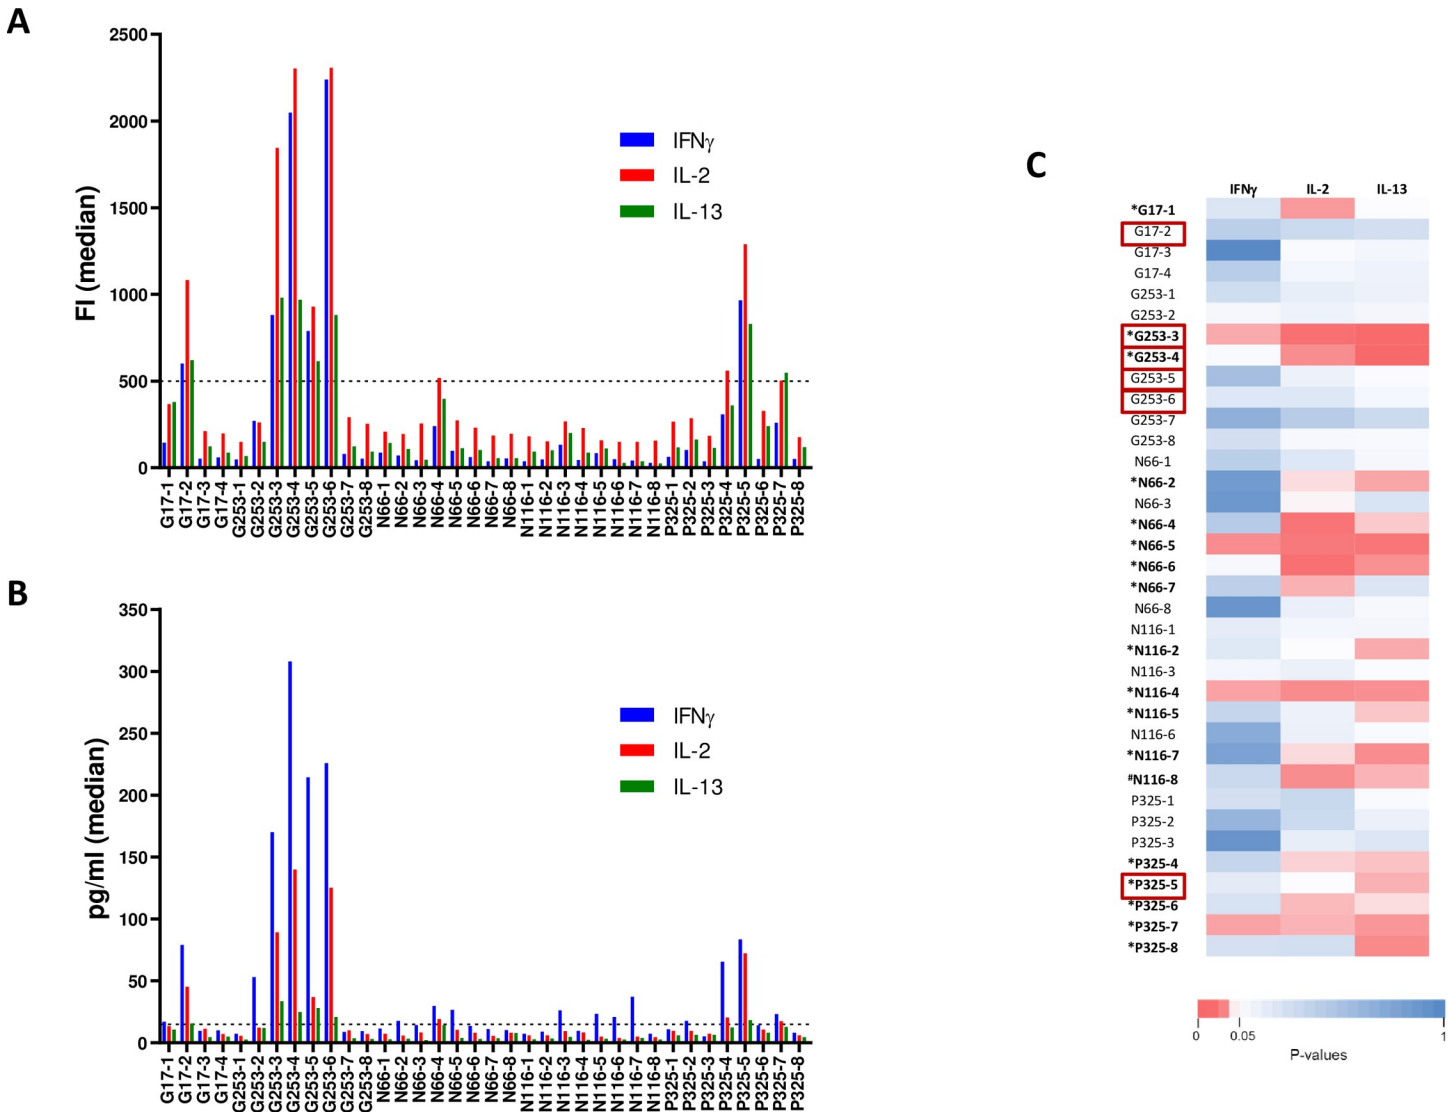 A
FI (median)
2500
2000
1500
1000
500
0
IFNγ
IL-2
IL-13
G17-1
G17-2
G17-3
G17-4
G253-1
G253-2
G253-3
G253-4
G253-5
G253-6
G253-7
G253-8
N66-1
N66-2
N66-3
N66-4
N66-5
N66-6
N66-7
N66-8
N116-1
N116-2
N116-3
N116-4
N116-5
N116-6
N116-7
N116-8
P325-1
P325-2
P325-3
P325-4
P325-5
P325-6
P325-7
P325-8
B
pg/ml (median)
350
300
250
200
150
100
50
0
IFNγ
IL-2
IL-13
G17-1
G17-2
G17-3
G17-4
G253-1
G253-2
G253-3
G253-4
G253-5
G253-6
G253-7
G253-8
N66-1
N66-2
N66-3
N66-4
N66-5
N66-6
N66-7
N66-8
N116-1
N116-2
N116-3
N116-4
N116-5
N116-6
N116-7
N116-8
P325-1
P325-2
P325-3
P325-4
P325-5
P325-6
P325-7
P325-8
C
IFNγ IL-2 IL-13
*G17-1
G17-2
G17-3
G17-4
G253-1
G253-2
*G253-3
*G253-4
G253-5
G253-6
G253-7
G253-8
N66-1
*N66-2
N66-3
*N66-4
*N66-5
*N66-6
*N66-7
N66-8
N116-1
*N116-2
N116-3
*N116-4
*N116-5
N116-6
*N116-7
#N116-8
P325-1
P325-2
P325-3
*P325-4
*P325-5
*P325-6
*P325-7
*P325-8
0 0.05 1
P-values